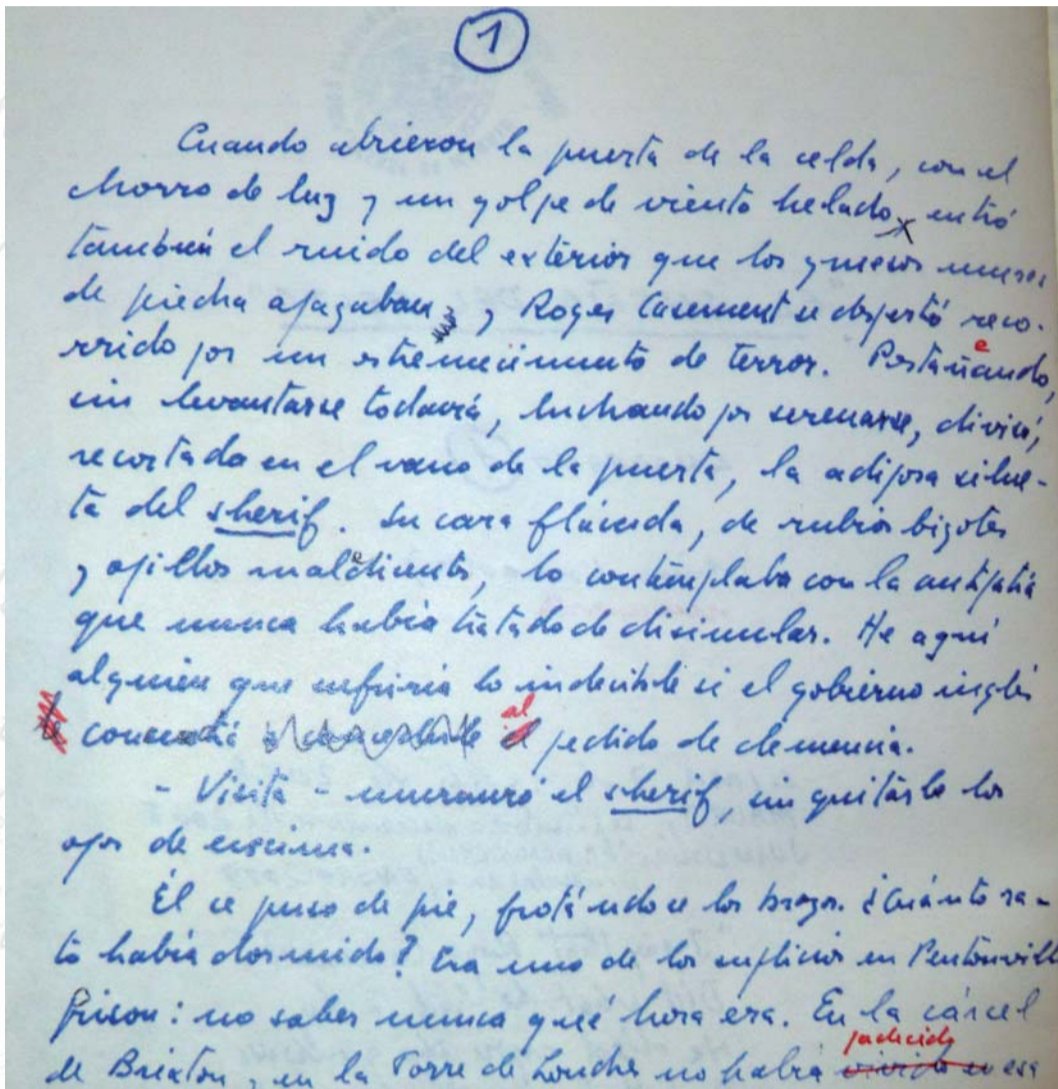 1
Cuando abrieron la puerta de la celda, con el
chorro de luz y un golpe de viento helado, entró
también el ruido del exterior que los gruesos muros
de piedra apagaban y Roger Casement se despertó reco-
rrido por un estremecimiento de terror. Pestañeando,
sin levantarse todavía, luchando por serenarse, divisó,
recortada en el vano de la puerta, la adiposa silue-
ta del sherif. Su cara flácida, de rubios bigotes
y ojillos maledicentes, lo contemplaba con la antipatía
que nunca había tratado de disimular. He aquí
alguien que sufriría lo indecible si el gobierno inglés
al pedido de clemencia.
- Visita - murmuró el sherif, sin quitarle los
ojos de encima.
Él se puso de pie, frotándose los brazos. ¿Cuánto ra-
to había dormido? Era uno de los suplicios en Pentonville
Prison: no saber nunca qué hora era. En la cárcel
padecido
de Brixton, en la Torre de Londres no había esa